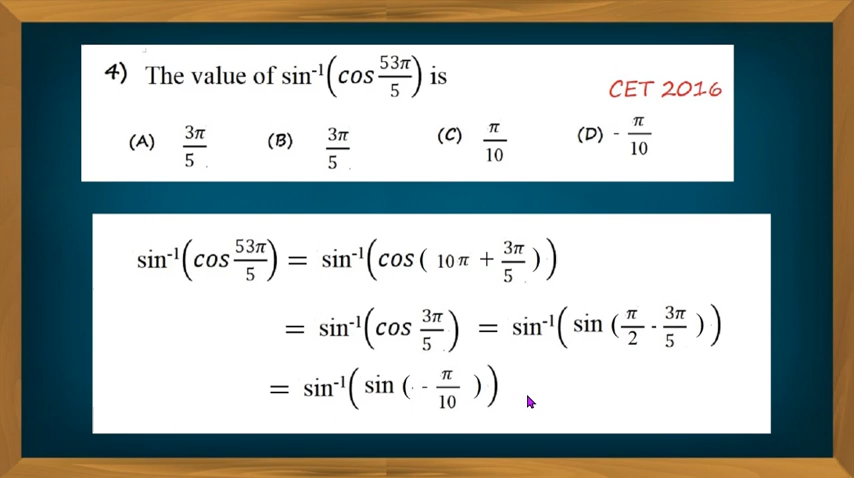 4) The value of sin⁻¹(cos 53π/5) is
CET 2016
(A) 3π/5 (B) 3π/5 (C) π/10 (D) - π/10
sin⁻¹(cos 53π/5) = sin⁻¹(cos ( 10π + 3π/5 ))
= sin⁻¹(cos 3π/5) = sin⁻¹( sin (π/2 - 3π/5 ))
= sin⁻¹( sin ( - π/10 ))